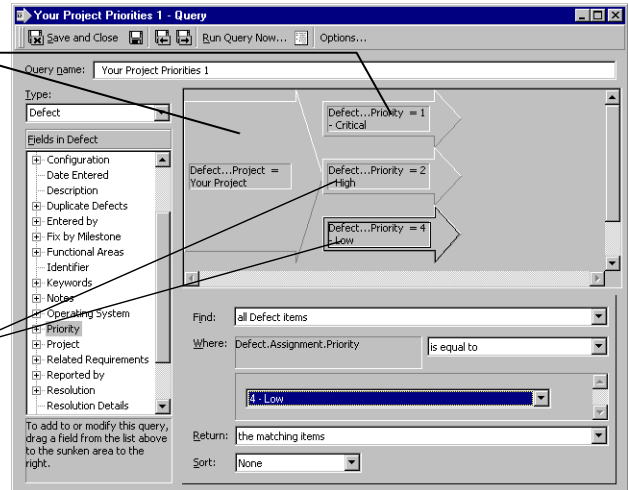 Your Project Priorities 1 - Query
Save and Close
Run Query Now...
Options...
Query name:
Your Project Priorities 1
Type:
Defect
Fields in Defect
Configuration
Date Entered
Description
Duplicate Defects
Entered by
Fix by Milestone
Functional Areas
Identifier
Keywords
Notes
Operating System
Priority
Project
Related Requirements
Reported by
Resolution
Resolution Details
To add to or modify this query,
drag a field from the list above
to the sunken area to the
right.
Defect...Project =
Your Project
Defect...Priority = 1
- Critical
Defect...Priority = 2
- High
Defect...Priority = 4
- Low
Find:
all Defect items
Where:
Defect.Assignment.Priority
is equal to
4 - Low
Return:
the matching items
Sort:
None